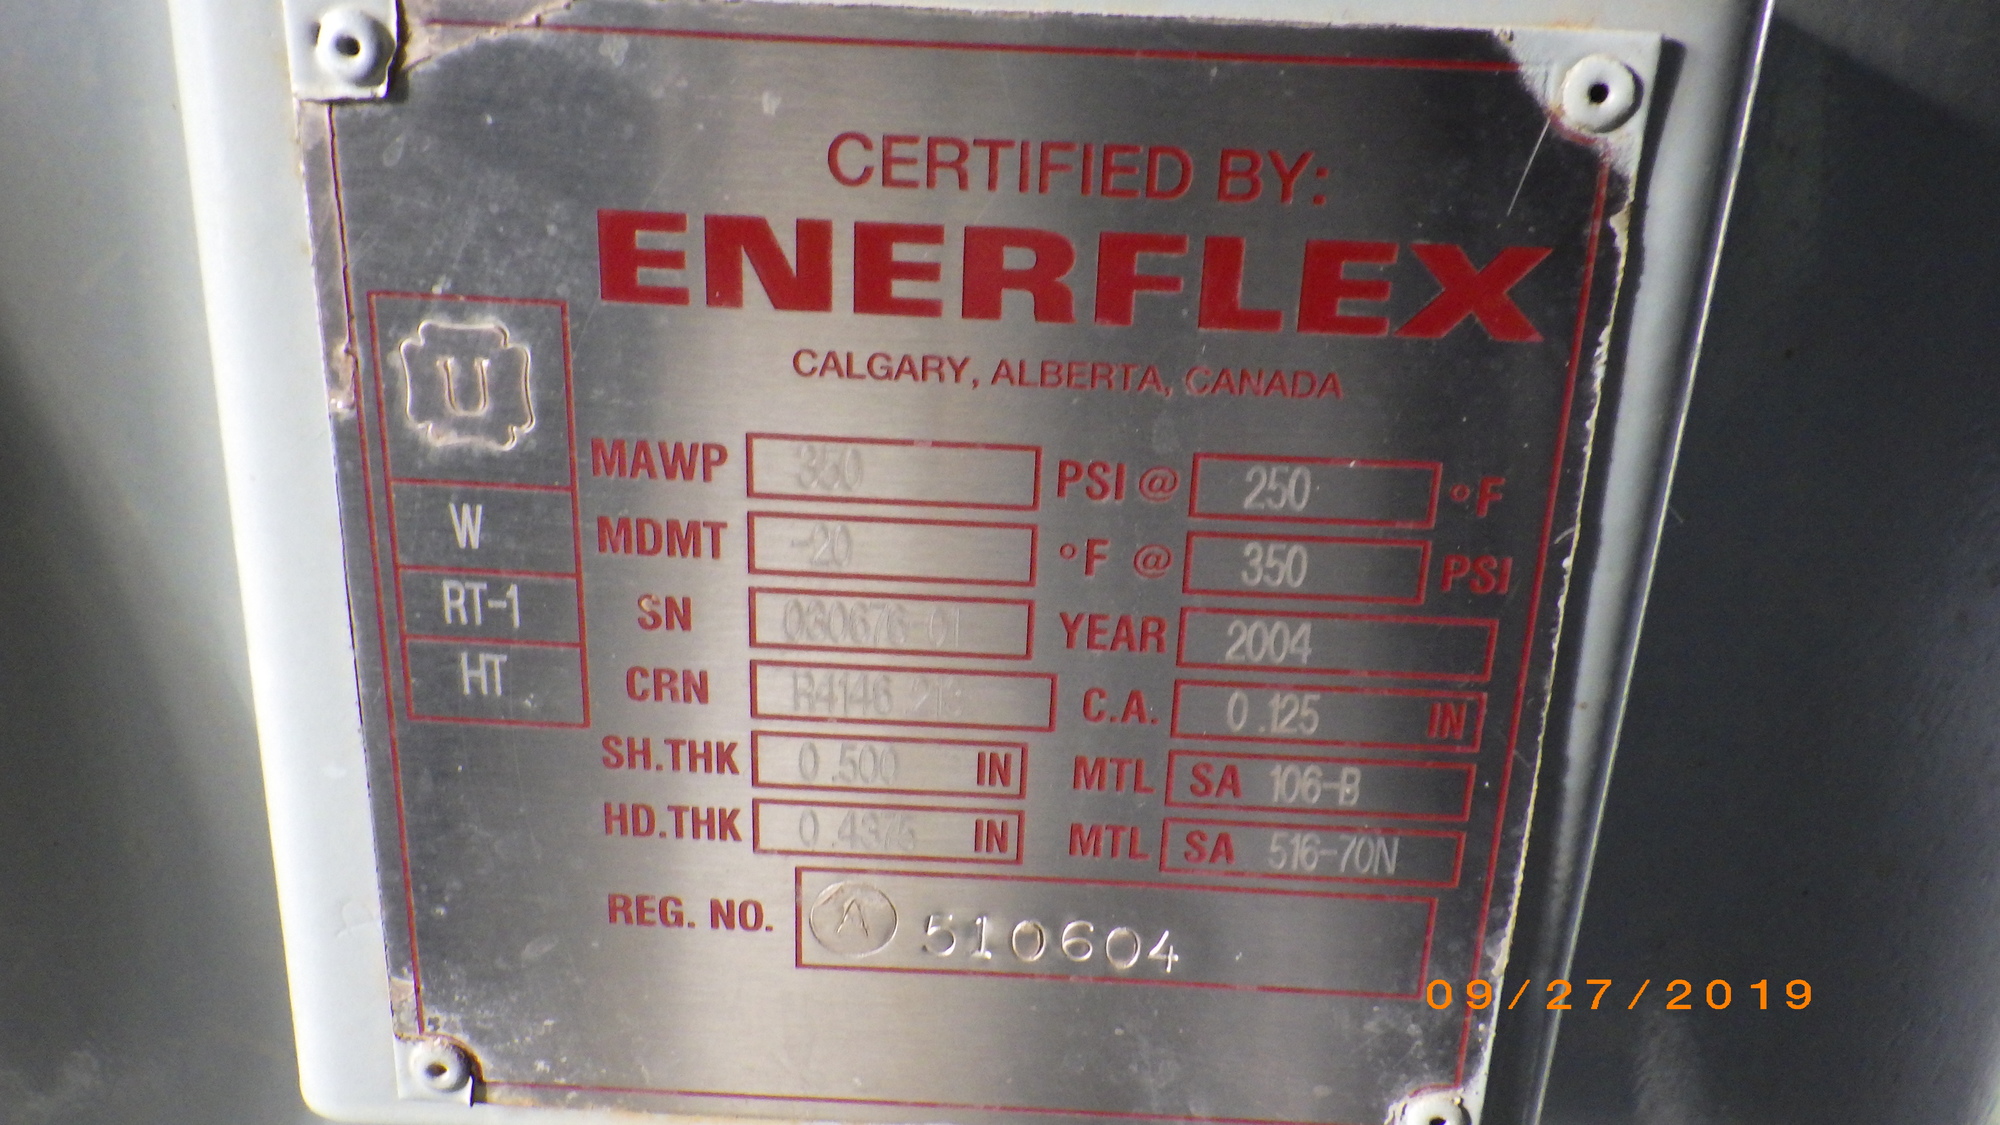 CERTIFIED BY:
ENERFLEX
CALGARY, ALBERTA, CANADA
U
W
RT-1
HT
MAWP 350 PSI @ 250 °F
MDMT -20 °F @ 350 PSI
SN 030676-01 YEAR 2004
CRN C.A. 0.125 IN
SH.THK 0.500 IN MTL SA 106-B
HD.THK 0.4375 IN MTL SA 516-70N
REG. NO. A 510604
09/27/2019